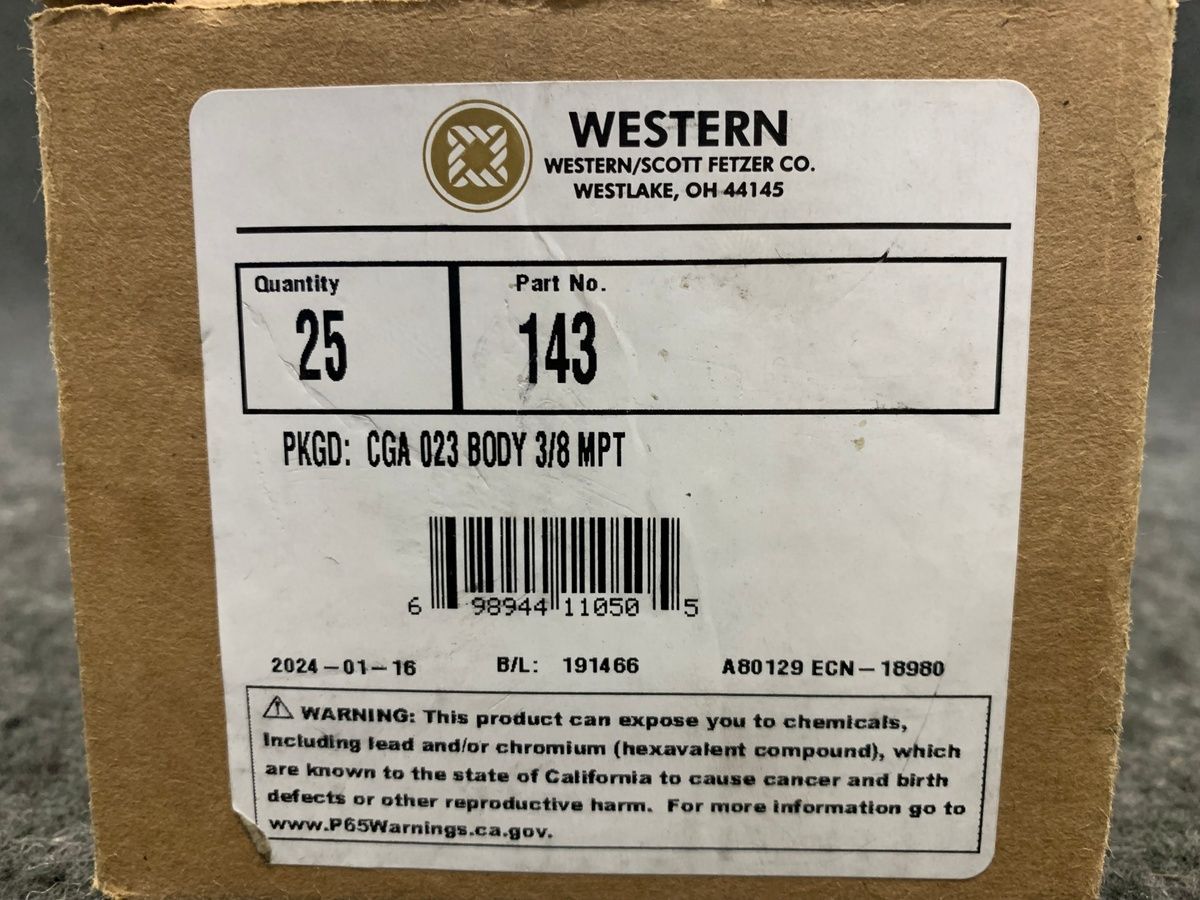 WESTERN
WESTERN/SCOTT FETZER CO.
WESTLAKE, OH 44145
Quantity
Part No.
25
143
PKGD: CGA 023 BODY 3/8 MPT
6 98944 11050 5
2024-01-16 B/L: 191466 A80129 ECN-18980
⚠ WARNING: This product can expose you to chemicals,
including lead and/or chromium (hexavalent compound), which
are known to the state of California to cause cancer and birth
defects or other reproductive harm. For more information go to
www.P65Warnings.ca.gov.